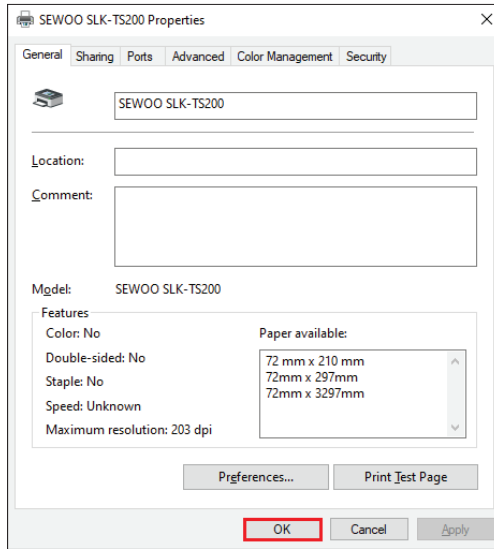 SEWOO SLK-TS200 Properties
General Sharing Ports Advanced Color Management Security
SEWOO SLK-TS200
Location:
Comment:
Model: SEWOO SLK-TS200
Features
Color: No
Paper available:
Double-sided: No
72 mm x 210 mm
72mm x 297mm
72mm x 3297mm
Staple: No
Speed: Unknown
Maximum resolution: 203 dpi
Preferences... Print Test Page
OK Cancel Apply